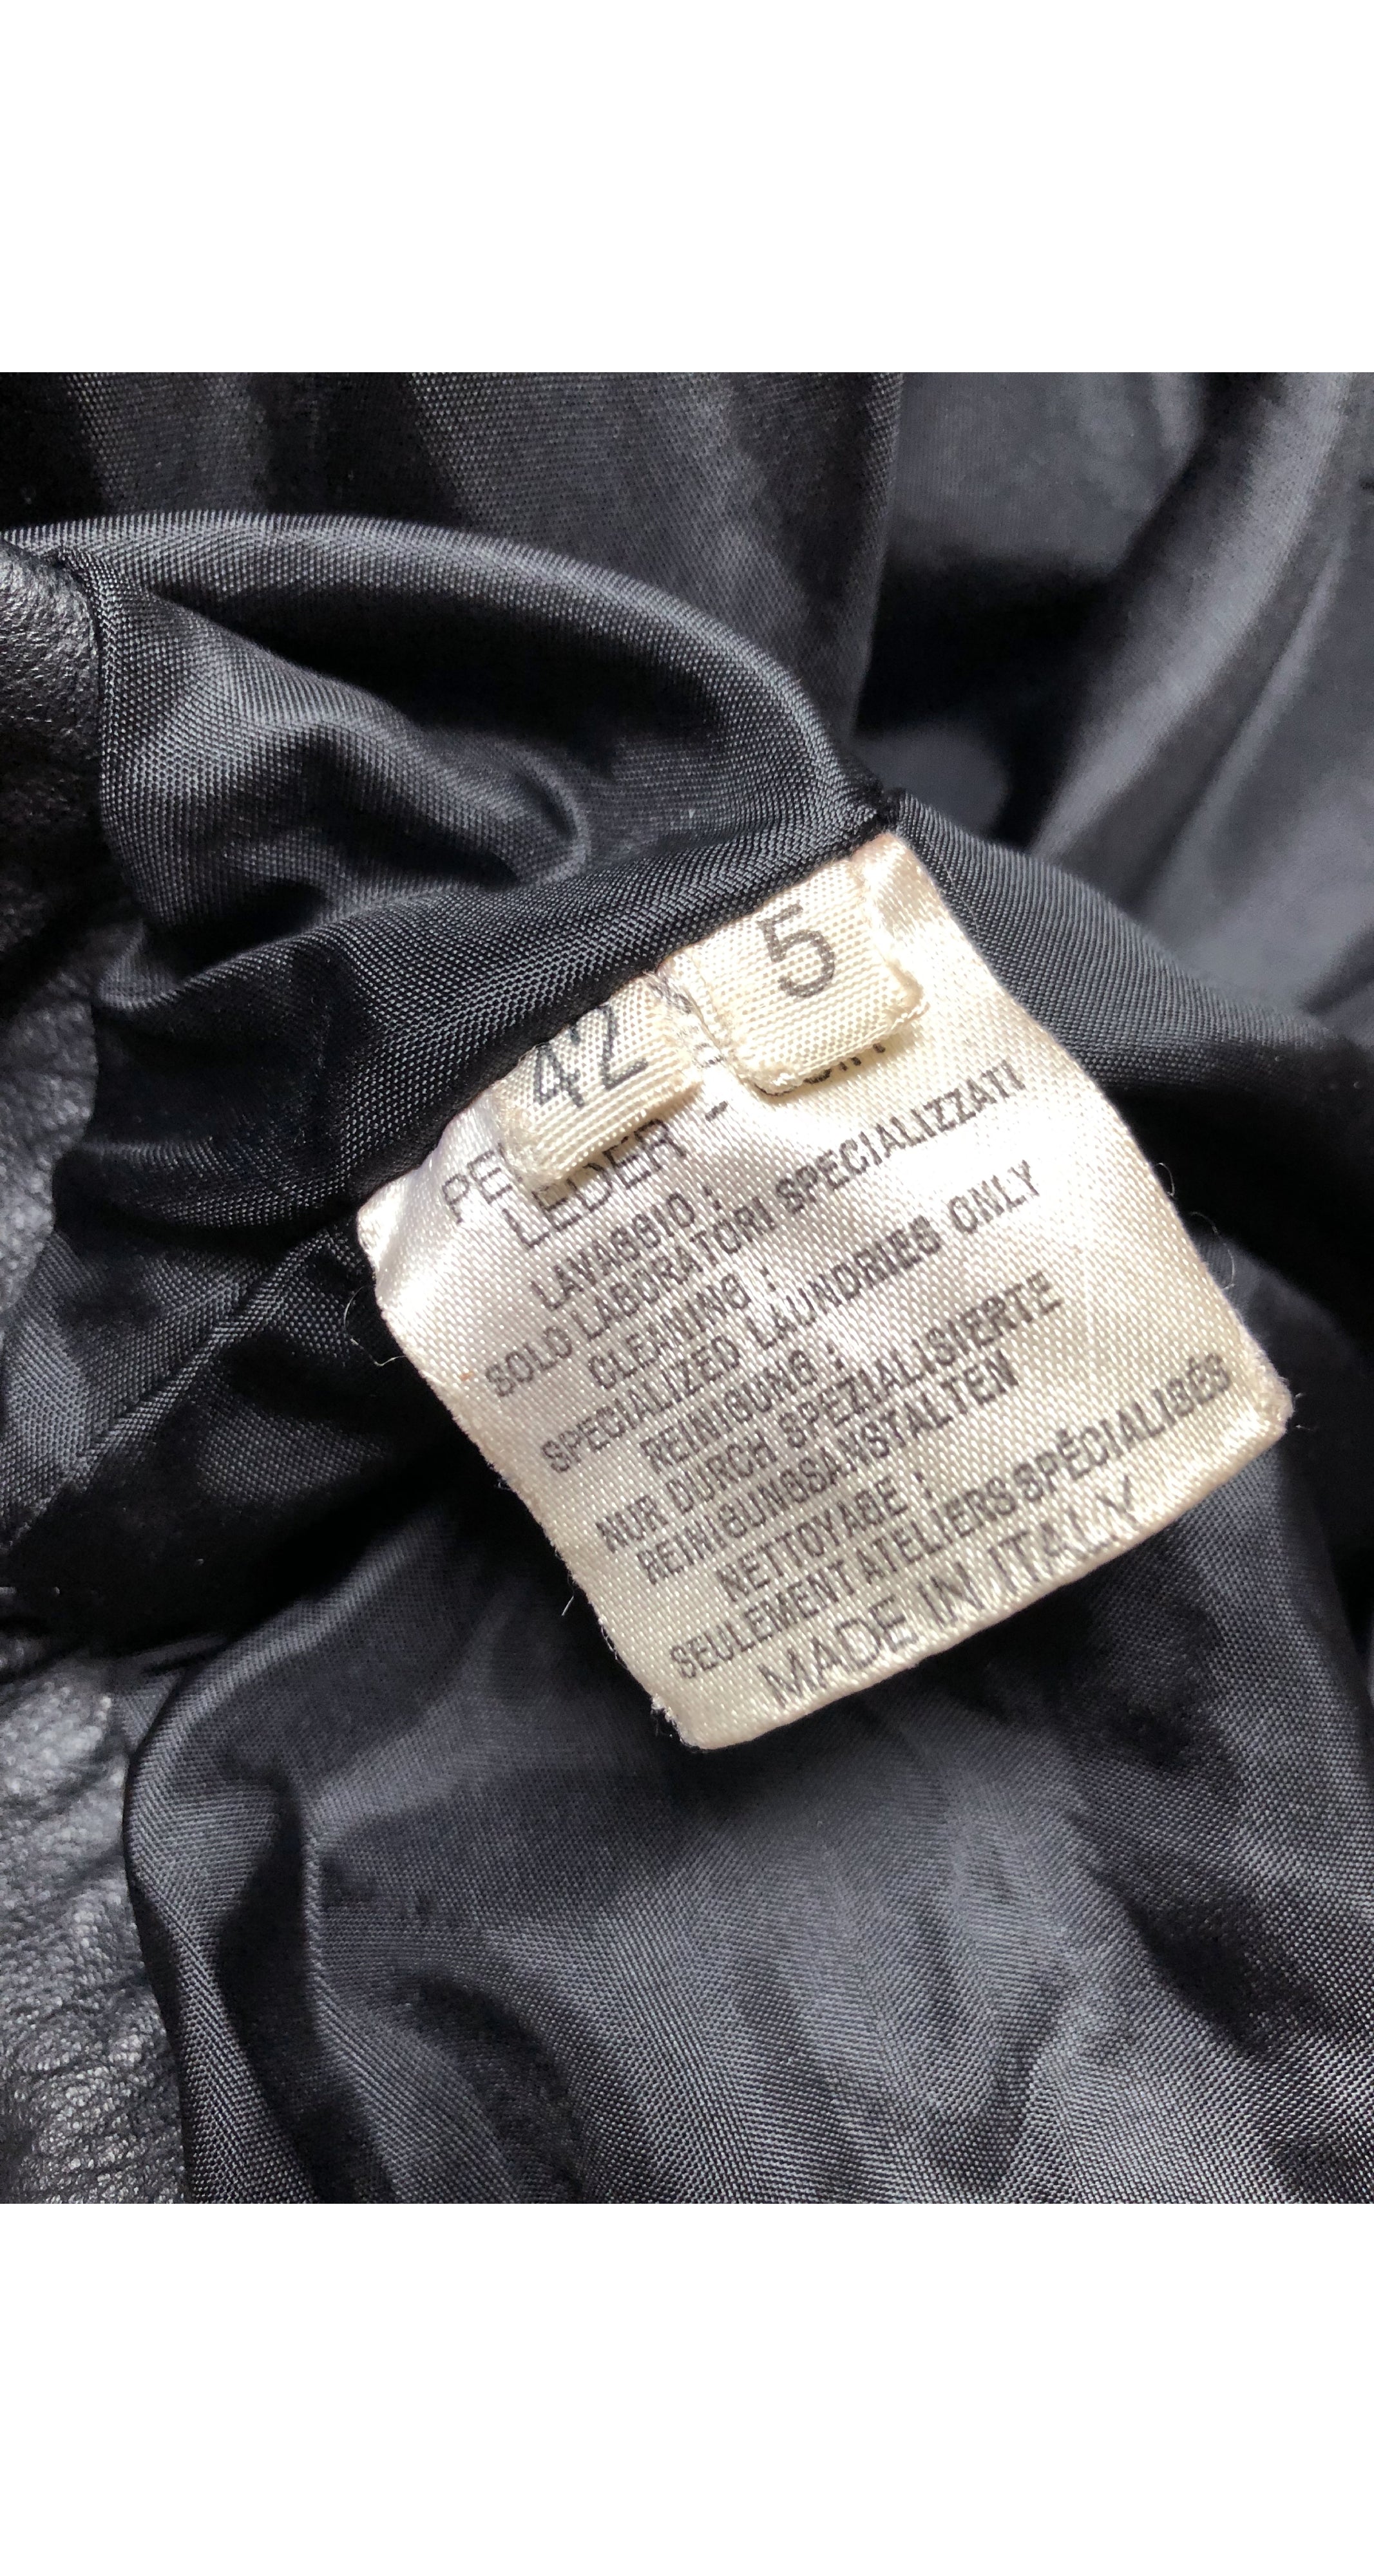 42
5
LEDER -
LAVAGGIO :
SOLO LABORATORI SPECIALIZZATI
CLEANING :
SPECIALIZED LAUNDRIES ONLY
REINIGUNG :
NUR DURCH SPEZIALISIERTE
REINIGUNGSANSTALTEN
NETTOYAGE :
SEULEMENT ATELIERS SPÉCIALISÉS
MADE IN ITALY